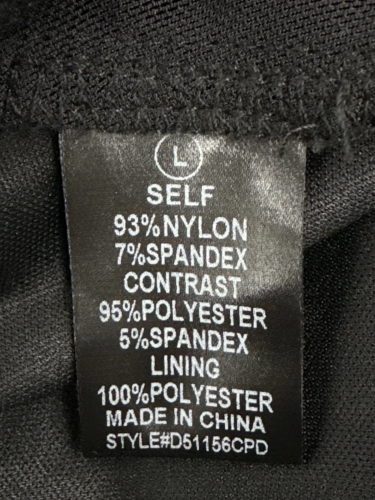 L
SELF
93%NYLON
7%SPANDEX
CONTRAST
95%POLYESTER
5%SPANDEX
LINING
100%POLYESTER
MADE IN CHINA
STYLE#D51156CPD